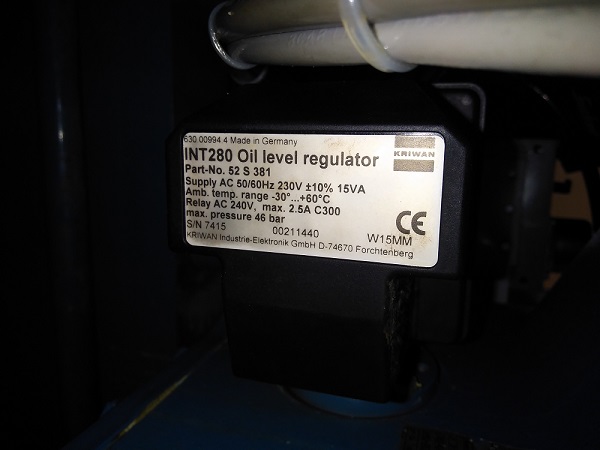 630 00994.4 Made in Germany
INT280 Oil level regulator
KRIWAN
Part-No. 52 S 381
Supply AC 50/60Hz 230V ±10% 15VA
Amb. temp. range -30°...+60°C
Relay AC 240V, max. 2.5A C300
max. pressure 46 bar
CE
S/N 7415 00211440 W15MM
KRIWAN Industrie-Elektronik GmbH D-74670 Forchtenberg